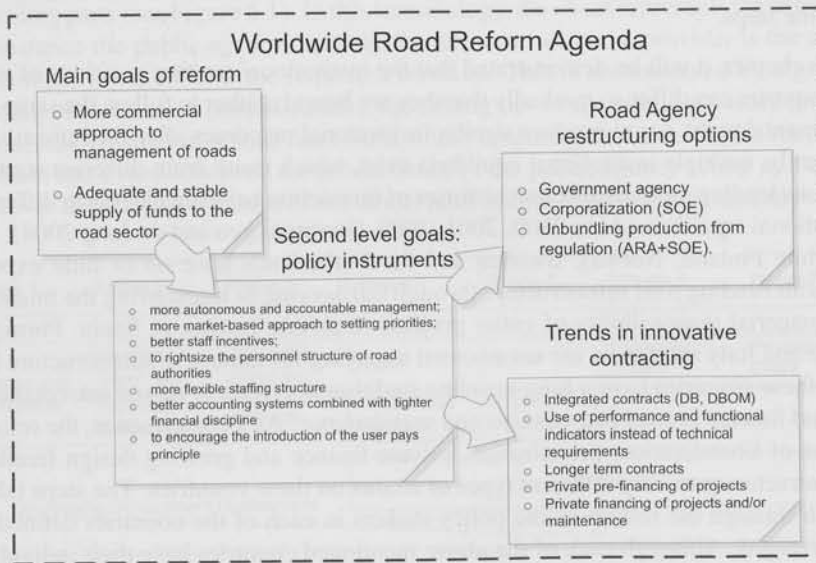 Worldwide Road Reform Agenda
Main goals of reform
○ More commercial
approach to
management of roads
○ Adequate and stable
supply of funds to the
road sector
Second level goals:
policy instruments
○ more autonomous and accountable management;
○ more market-based approach to setting priorities;
○ better staff incentives;
○ to rightsize the personnel structure of road
authorities
○ more flexible staffing structure
○ better accounting systems combined with tighter
financial discipline
○ to encourage the introduction of the user pays
principle
Road Agency
restructuring options
○ Government agency
○ Corporatization (SOE)
○ Unbundling production from
regulation (ARA+SOE).
Trends in innovative
contracting
○ Integrated contracts (DB, DBOM)
○ Use of performance and functional
indicators instead of technical
requirements
○ Longer term contracts
○ Private pre-financing of projects
○ Private financing of projects and/or
maintenance